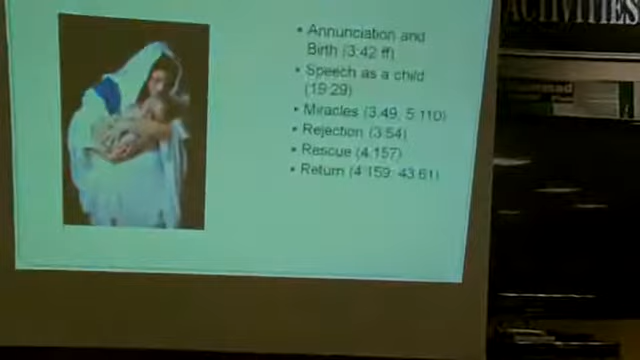 ACTIVITIES
• Annunciation and
Birth (3:42 ff)
• Speech as a child
(19:29)
• Miracles (3:49, 5:110)
• Rejection (3:54)
• Rescue (4:157)
• Return (4:159; 43:61)